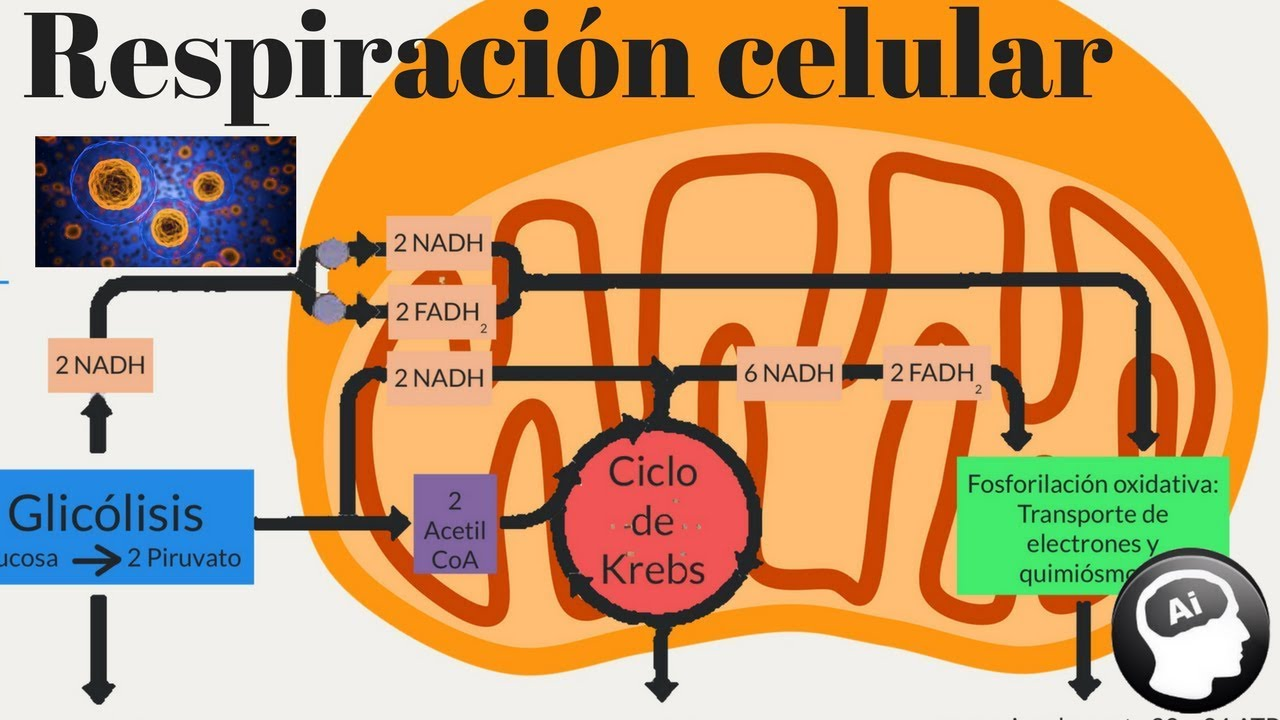 Respiración celular
2 NADH
2 FADH₂
2 NADH
2 NADH
6 NADH
2 FADH₂
Glicólisis
2 Piruvato
2
Acetil
CoA
Ciclo
de
Krebs
Fosforilación oxidativa:
Transporte de
electrones y
Ai